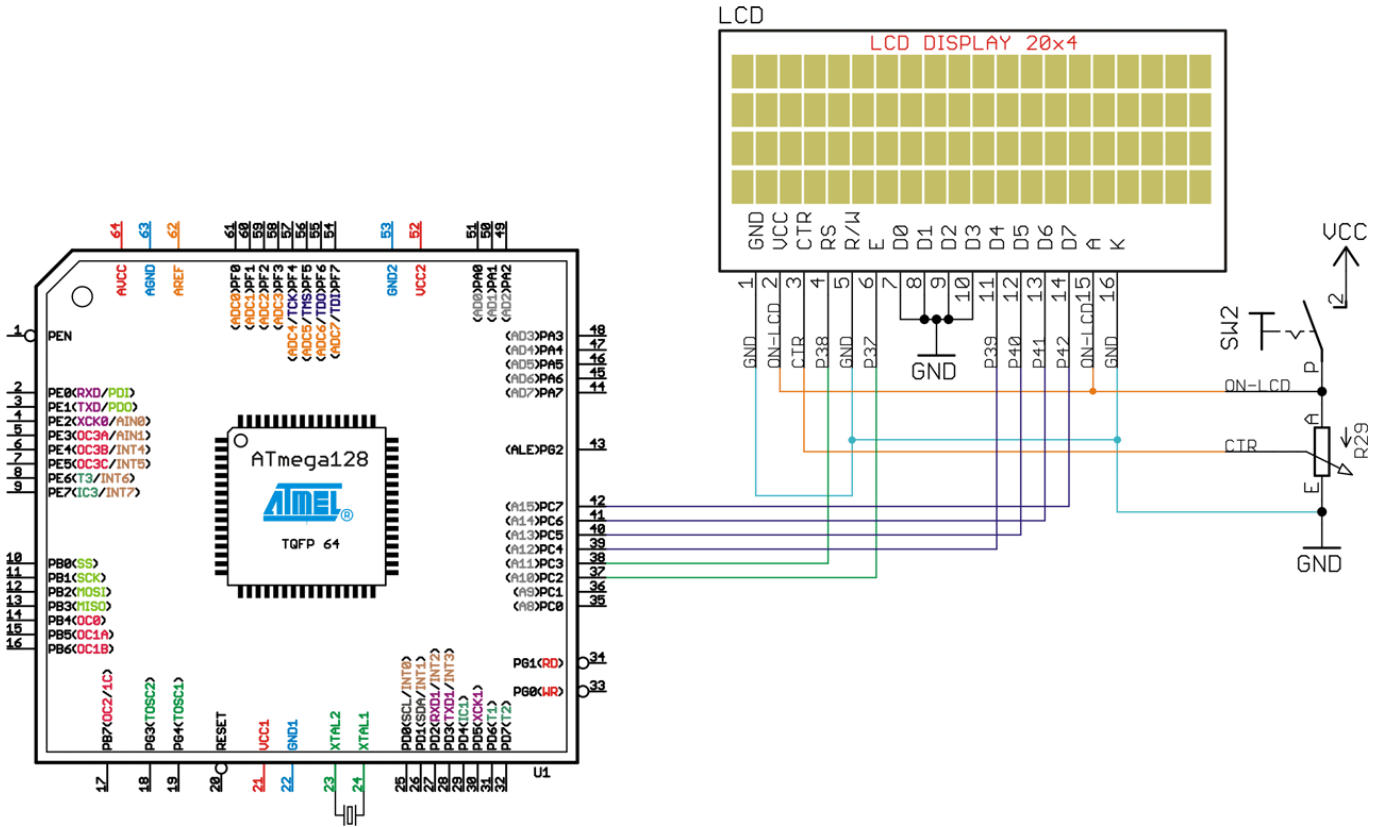 LCD
LCD DISPLAY 20x4
GND VCC CTR RS R/W E D0 D1 D2 D3 D4 D5 D6 D7 A K
1 2 3 4 5 6 7 8 9 10 11 12 13 14 15 16
GND ON-LCD CTR P38 GND P37 P39 P40 P41 P42 ON-LCD GND
GND
VCC
2
SW2
P
ON-LCD
A
R29
CTR
E
GND
64 63 62 61 60 59 58 57 56 55 54 53 52 51 50 49
AVCC
AGND
AREF
(ADC0)PF0
(ADC1)PF1
(ADC2)PF2
(ADC3)PF3
(ADC4/TCK)PF4
(ADC5/TMS)PF5
(ADC6/TDO)PF6
(ADC7/TDI)PF7
GND2
VCC2
(AD0)PA0
(AD1)PA1
(AD2)PA2
1 PEN
2 PE0(RXD/PDI)
3 PE1(TXD/PDO)
4 PE2(XCK0/AIN0)
5 PE3(OC3A/AIN1)
6 PE4(OC3B/INT4)
7 PE5(OC3C/INT5)
8 PE6(T3/INT6)
9 PE7(IC3/INT7)
10 PB0(SS)
11 PB1(SCK)
12 PB2(MOSI)
13 PB3(MISO)
14 PB4(OC0)
15 PB5(OC1A)
16 PB6(OC1B)
ATmega128
ATMEL ®
TQFP 64
(AD3)PA3 48
(AD4)PA4 47
(AD5)PA5 46
(AD6)PA6 45
(AD7)PA7 44
(ALE)PG2 43
(A15)PC7 42
(A14)PC6 41
(A13)PC5 40
(A12)PC4 39
(A11)PC3 38
(A10)PC2 37
(A9)PC1 36
(A8)PC0 35
PG1(RD) 34
PG0(WR) 33
PB7(OC2/1C)
PG3(TOSC2)
PG4(TOSC1)
RESET
VCC1
GND1
XTAL2
XTAL1
PD0(SCL/INT0)
PD1(SDA/INT1)
PD2(RXD1/INT2)
PD3(TXD1/INT3)
PD4(IC1)
PD5(XCK1)
PD6(T1)
PD7(T2)
U1
17 18 19 20 21 22 23 24 25 26 27 28 29 30 31 32